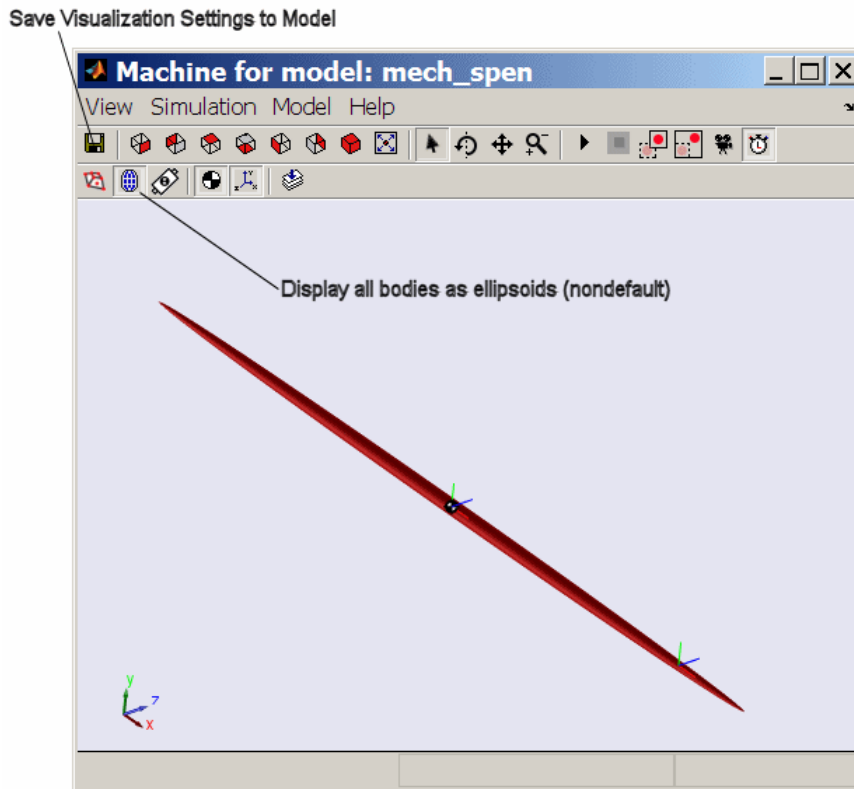 Save Visualization Settings to Model
Machine for model: mech_spen
View Simulation Model Help
Display all bodies as ellipsoids (nondefault)
y
z
x